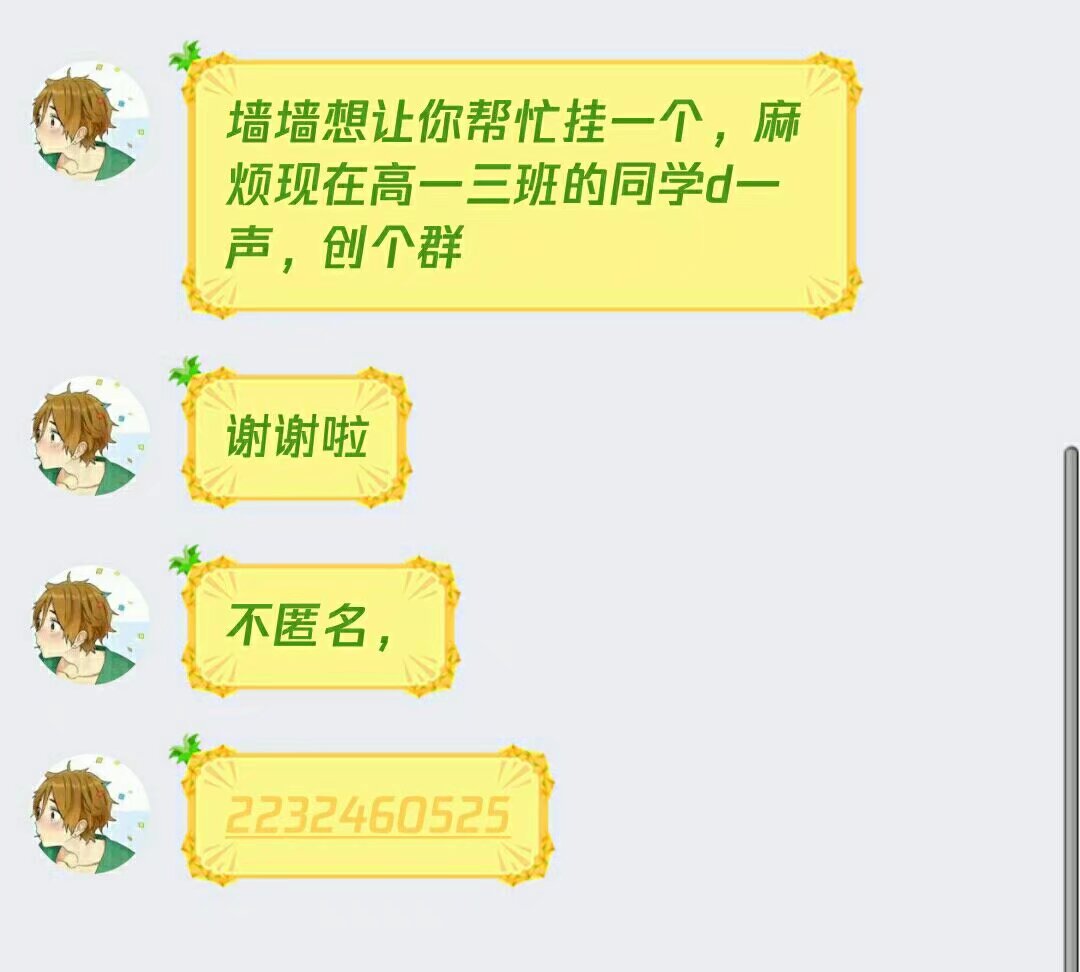 墙墙想让你帮忙挂一个，麻
烦现在高一三班的同学d一
声，创个群
谢谢啦
不匿名，
2232460525